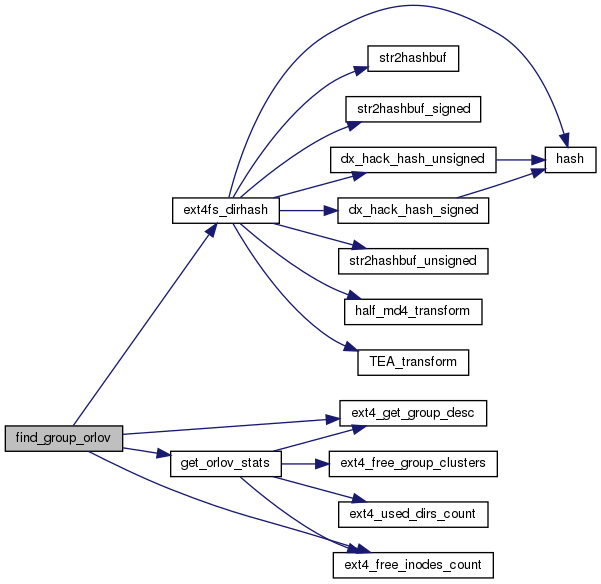 str2hashbuf
str2hashbuf_signed
dx_hack_hash_unsigned
hash
ext4fs_dirhash
dx_hack_hash_signed
str2hashbuf_unsigned
half_md4_transform
TEA_transform
find_group_orlov
ext4_get_group_desc
get_orlov_stats
ext4_free_group_clusters
ext4_used_dirs_count
ext4_free_inodes_count